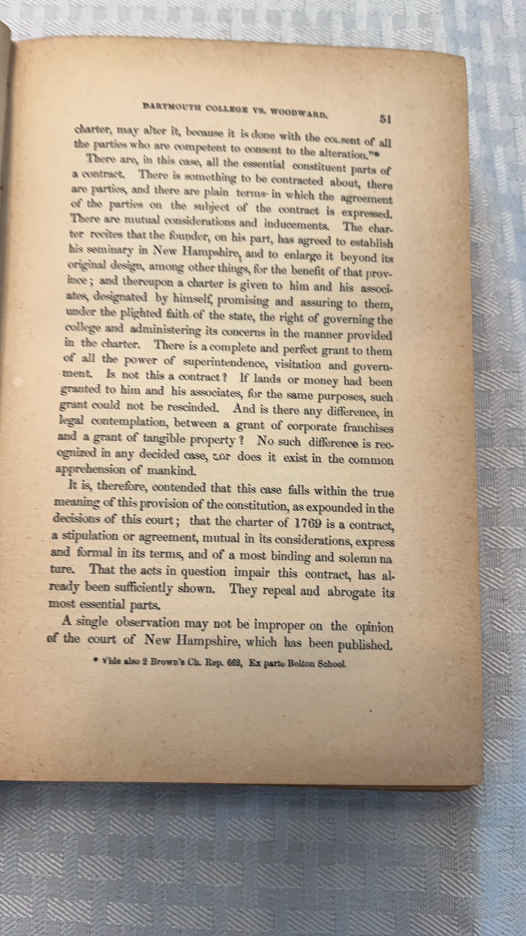 DARTMOUTH COLLEGE VS. WOODWARD.
51
charter, may alter it, because it is done with the consent of all
the parties who are competent to consent to the alteration."*
There are, in this case, all the essential constituent parts of
a contract. There is something to be contracted about, there
are parties, and there are plain terms in which the agreement
of the parties on the subject of the contract is expressed.
There are mutual considerations and inducements. The char-
ter recites that the founder, on his part, has agreed to establish
his seminary in New Hampshire, and to enlarge it beyond its
original design, among other things, for the benefit of that prov-
ince; and thereupon a charter is given to him and his associ-
ates, designated by himself, promising and assuring to them,
under the plighted faith of the state, the right of governing the
college and administering its concerns in the manner provided
in the charter. There is a complete and perfect grant to them
of all the power of superintendence, visitation and govern-
ment. Is not this a contract? If lands or money had been
granted to him and his associates, for the same purposes, such
grant could not be rescinded. And is there any difference, in
legal contemplation, between a grant of corporate franchises
and a grant of tangible property? No such difference is rec-
ognized in any decided case, nor does it exist in the common
apprehension of mankind.
It is, therefore, contended that this case falls within the true
meaning of this provision of the constitution, as expounded in the
decisions of this court; that the charter of 1769 is a contract,
a stipulation or agreement, mutual in its considerations, express
and formal in its terms, and of a most binding and solemn na
ture. That the acts in question impair this contract, has al-
ready been sufficiently shown. They repeal and abrogate its
most essential parts.
A single observation may not be improper on the opinion
of the court of New Hampshire, which has been published.
* Vide also 2 Brown's Ch. Rep. 662, Ex parte Bolton School.